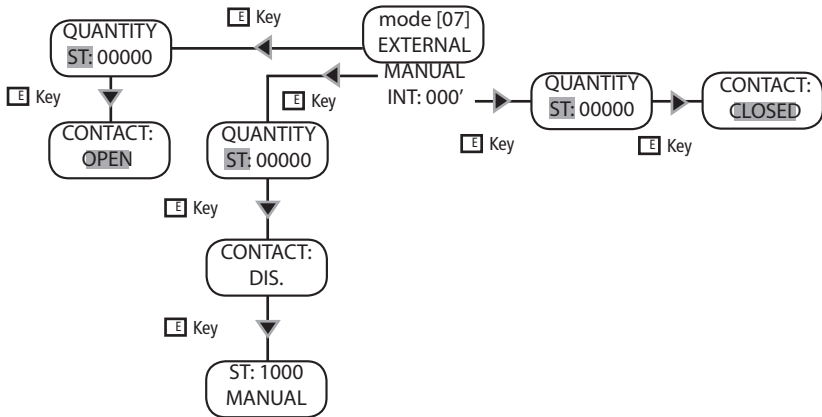 E Key
mode [07]
EXTERNAL
MANUAL
INT: 000’
QUANTITY
ST: 00000
E Key
CONTACT:
OPEN
E Key
QUANTITY
ST: 00000
E Key
CONTACT:
DIS.
E Key
ST: 1000
MANUAL
QUANTITY
ST: 00000
E Key
CONTACT:
CLOSED
E Key